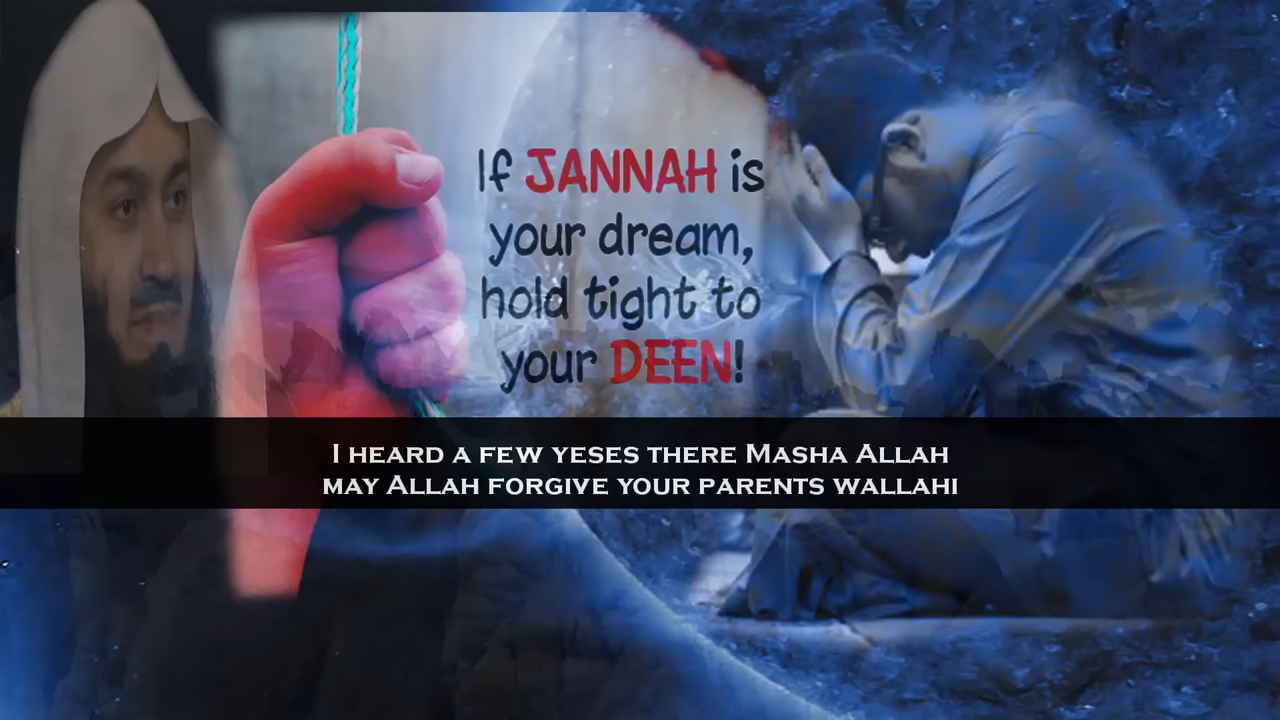 If JANNAH is
your dream,
hold tight to
your DEEN!
I HEARD A FEW YESES THERE MASHA ALLAH
MAY ALLAH FORGIVE YOUR PARENTS WALLAHI